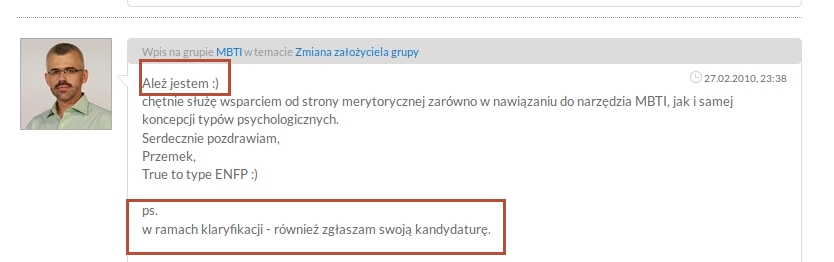 Wpis na grupie MBTI w temacie Zmiana założyciela grupy
Ależ jestem :)
27.02.2010, 23:38
chętnie służę wsparciem od strony merytorycznej zarówno w nawiązaniu do narzędzia MBTI, jak i samej
koncepcji typów psychologicznych.
Serdecznie pozdrawiam,
Przemek,
True to type ENFP :)
ps.
w ramach klaryfikacji - również zgłaszam swoją kandydaturę.